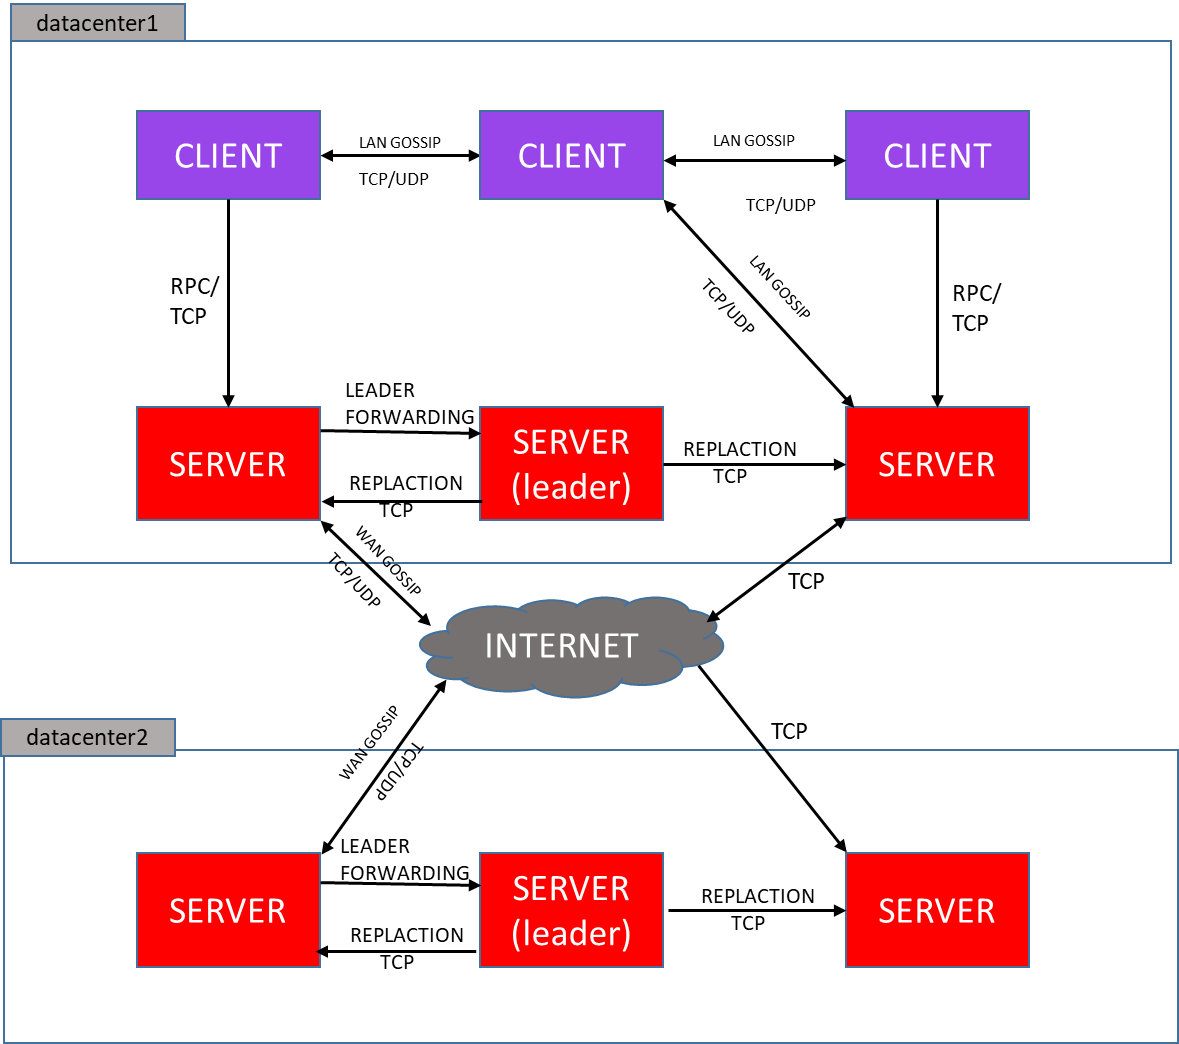 datacenter1
CLIENT
LAN GOSSIP
TCP/UDP
CLIENT
LAN GOSSIP
TCP/UDP
CLIENT
RPC/
TCP
LAN GOSSIP
TCP/UDP
RPC/
TCP
SERVER
LEADER
FORWARDING
REPLACTION
TCP
SERVER
(leader)
REPLACTION
TCP
SERVER
WAN GOSSIP
TCP/UDP
TCP
INTERNET
datacenter2
WAN GOSSIP
TCP/UDP
TCP
SERVER
LEADER
FORWARDING
REPLACTION
TCP
SERVER
(leader)
REPLACTION
TCP
SERVER